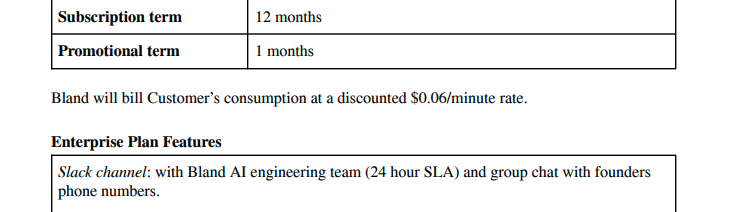 Subscription term 12 months
Promotional term 1 months
Bland will bill Customer’s consumption at a discounted $0.06/minute rate.
Enterprise Plan Features
Slack channel: with Bland AI engineering team (24 hour SLA) and group chat with founders
phone numbers.